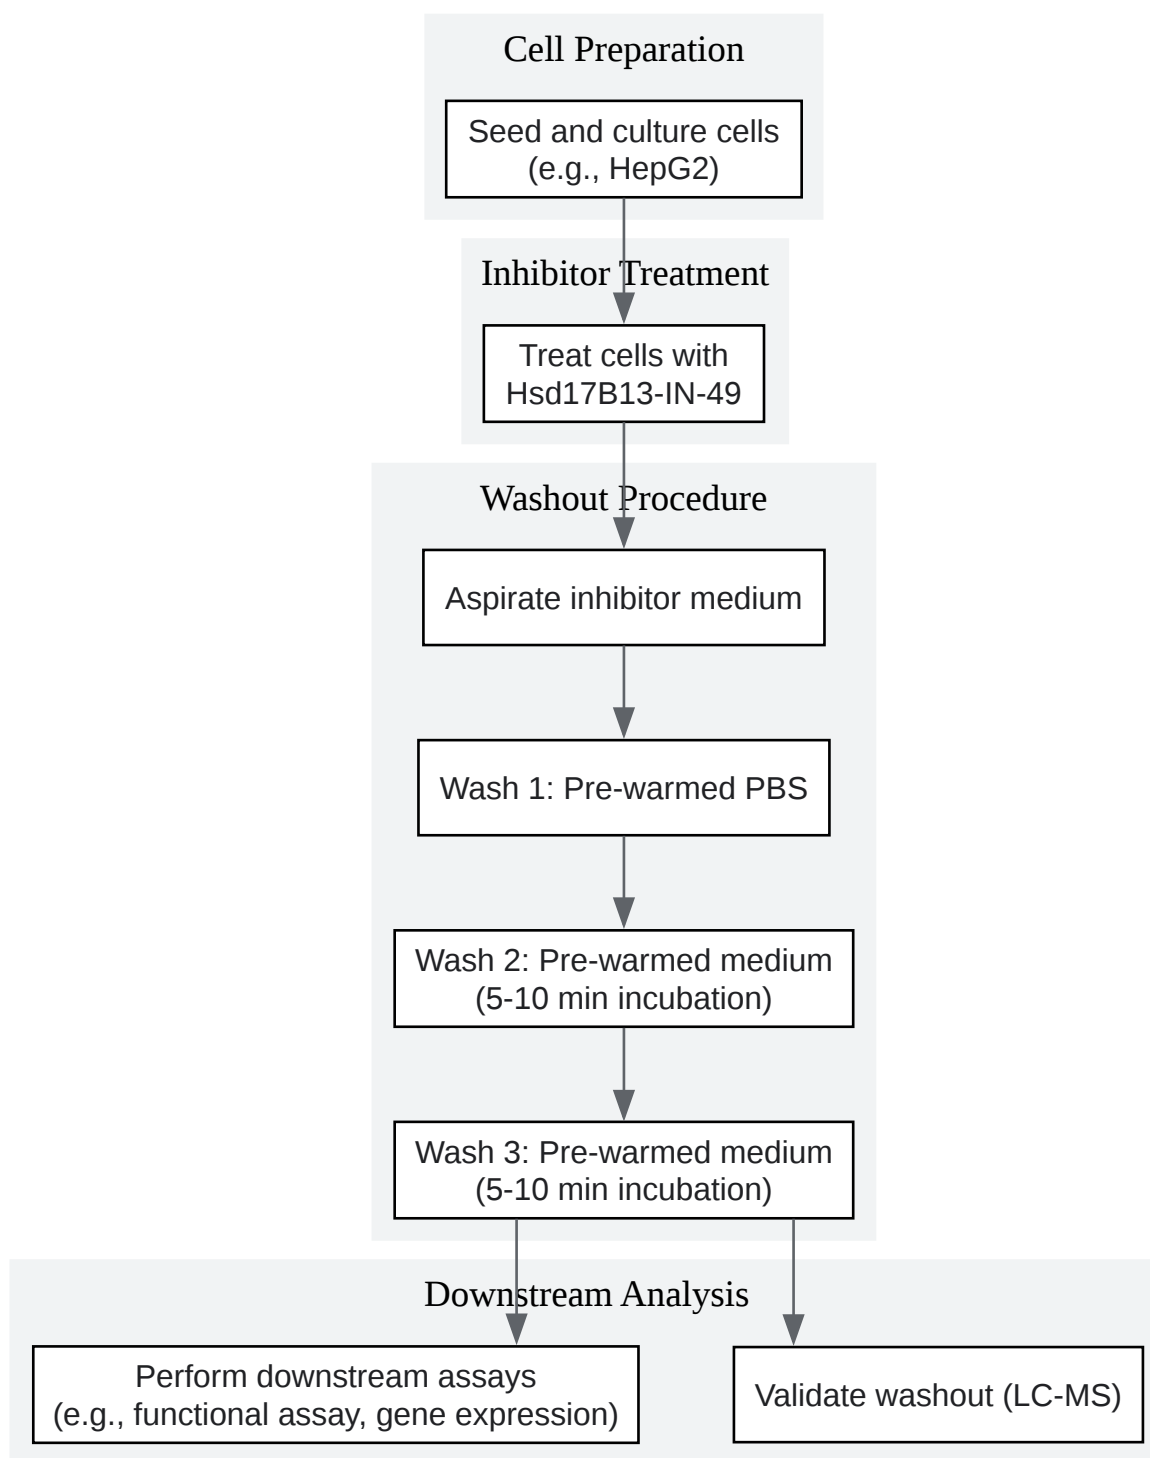 Cell Preparation
Seed and culture cells
(e.g., HepG2)
Inhibitor Treatment
Treat cells with
Hsd17B13-IN-49
Washout Procedure
Aspirate inhibitor medium
Wash 1: Pre-warmed PBS
Wash 2: Pre-warmed medium
(5-10 min incubation)
Wash 3: Pre-warmed medium
(5-10 min incubation)
Downstream Analysis
Perform downstream assays
(e.g., functional assay, gene expression)
Validate washout (LC-MS)